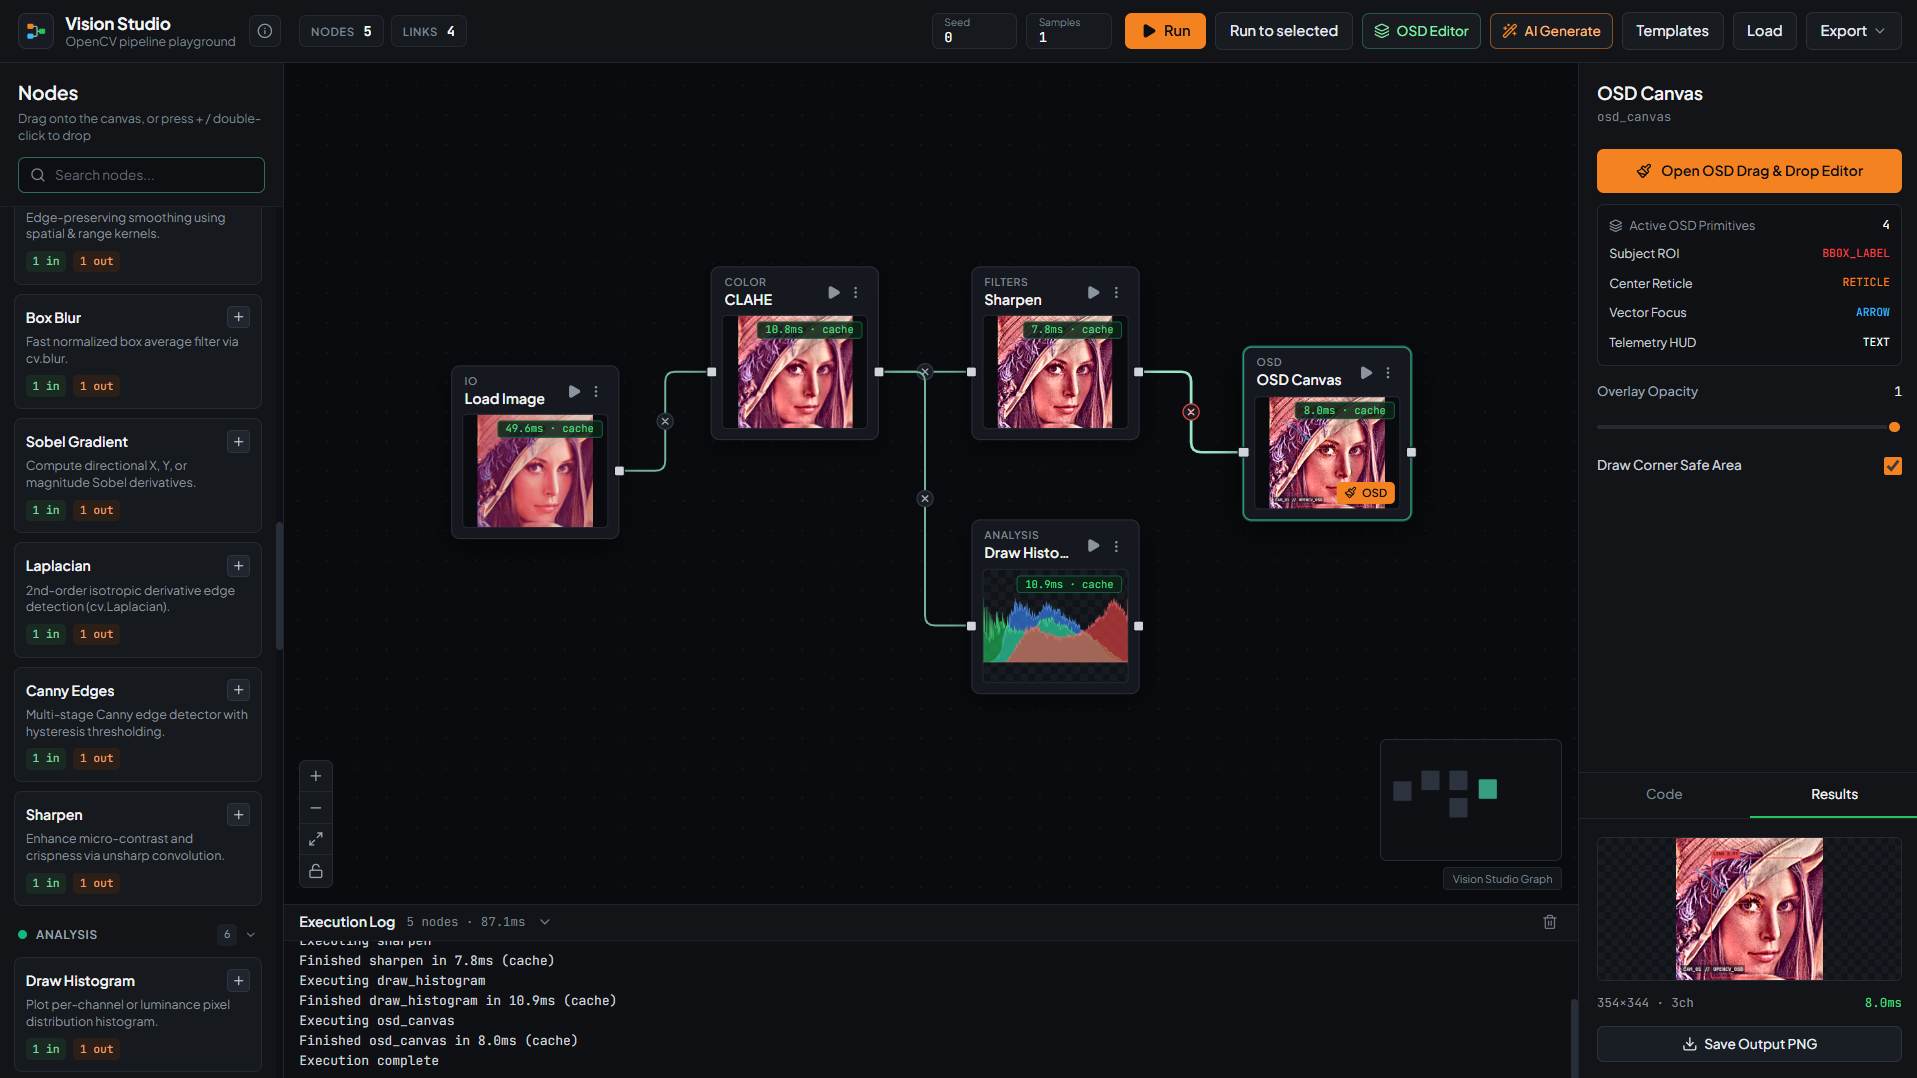 Vision Studio
OpenCV pipeline playground
NODES 5
LINKS 4
Seed
0
Samples
1
Run
Run to selected
OSD Editor
AI Generate
Templates
Load
Export
Nodes
Drag onto the canvas, or press + / double-
click to drop
Search nodes...
Edge-preserving smoothing using
spatial & range kernels.
1 in 1 out
Box Blur
Fast normalized box average filter via
cv.blur.
1 in 1 out
Sobel Gradient
Compute directional X, Y, or
magnitude Sobel derivatives.
1 in 1 out
Laplacian
2nd-order isotropic derivative edge
detection (cv.Laplacian).
1 in 1 out
Canny Edges
Multi-stage Canny edge detector with
hysteresis thresholding.
1 in 1 out
Sharpen
Enhance micro-contrast and
crispness via unsharp convolution.
1 in 1 out
ANALYSIS 6
Draw Histogram
Plot per-channel or luminance pixel
distribution histogram.
1 in 1 out
IO
Load Image
49.6ms · cache
COLOR
CLAHE
10.8ms · cache
FILTERS
Sharpen
7.8ms · cache
ANALYSIS
Draw Histo...
10.9ms · cache
OSD
OSD Canvas
8.0ms · cache
CAM_01 // OPENCV_OSD
OSD
Vision Studio Graph
Execution Log 5 nodes · 87.1ms
Executing sharpen
Finished sharpen in 7.8ms (cache)
Executing draw_histogram
Finished draw_histogram in 10.9ms (cache)
Executing osd_canvas
Finished osd_canvas in 8.0ms (cache)
Execution complete
OSD Canvas
osd_canvas
Open OSD Drag & Drop Editor
Active OSD Primitives 4
Subject ROI BBOX_LABEL
Center Reticle RETICLE
Vector Focus ARROW
Telemetry HUD TEXT
Overlay Opacity 1
Draw Corner Safe Area
Code
Results
CAM_01 // OPENCV_OSD
354×344 · 3ch 8.0ms
Save Output PNG